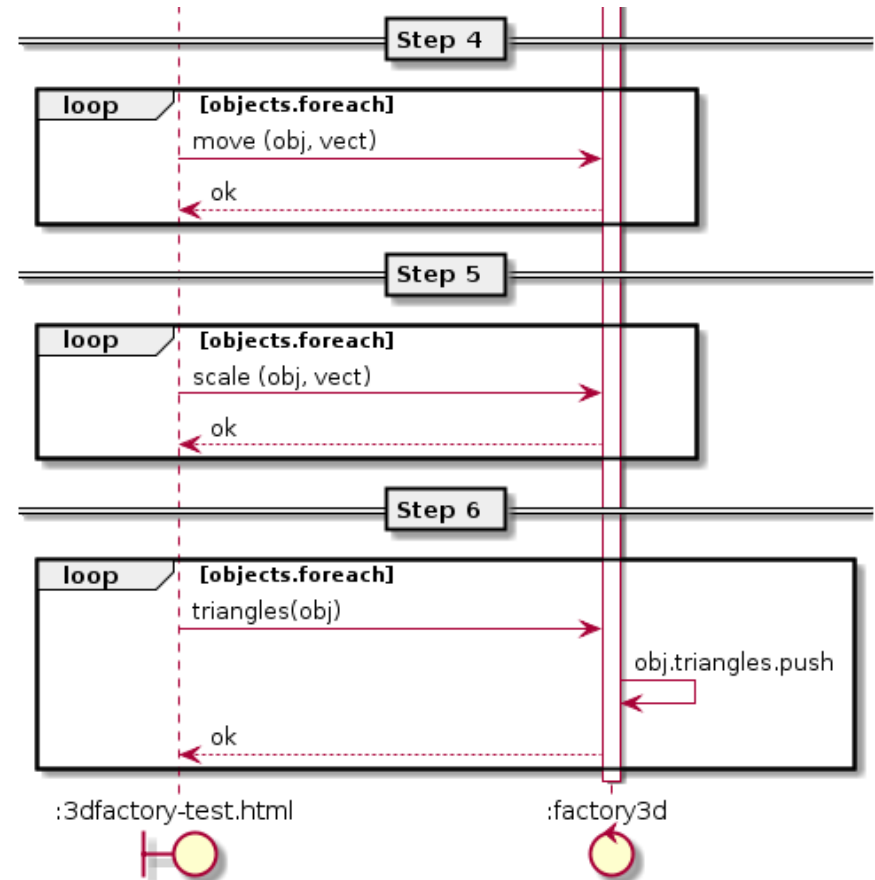 Step 4
loop [objects.foreach]
move (obj, vect)
ok
Step 5
loop [objects.foreach]
scale (obj, vect)
ok
Step 6
loop [objects.foreach]
triangles(obj)
obj.triangles.push
ok
:3dfactory-test.html :factory3d